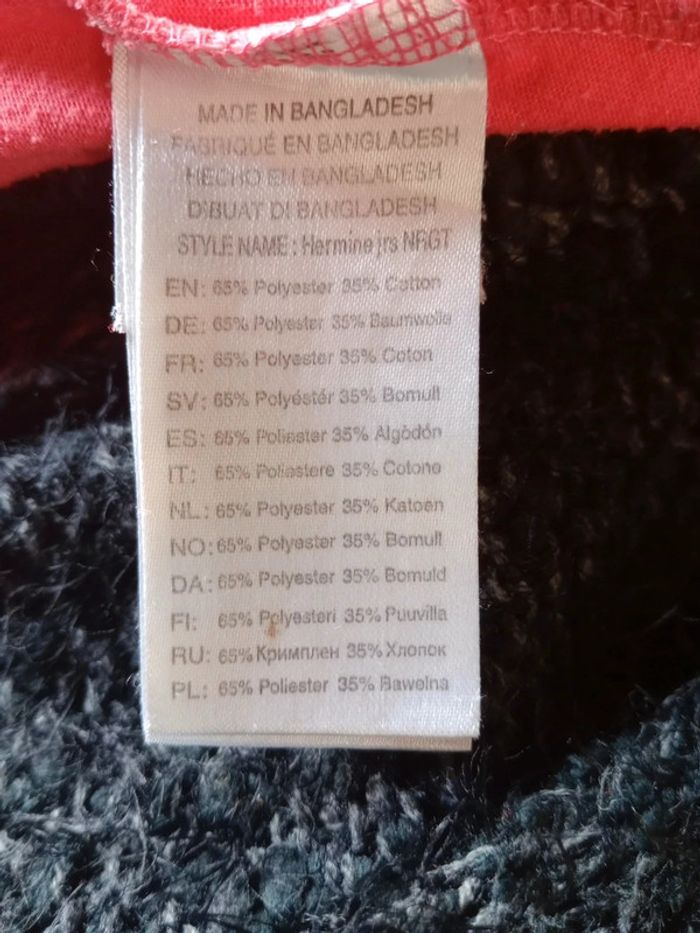 MADE IN BANGLADESH
FABRIQUÉ EN BANGLADESH
HECHO EN BANGLADESH
DIBUAT DI BANGLADESH
STYLE NAME : Hermine jrs NRGT
EN: 65% Polyester 35% Cotton
DE: 65% Polyester 35% Baumwolle
FR: 65% Polyester 35% Coton
SV: 65% Polyéstér 35% Bomull
ES: 65% Poliester 35% Algòdón
IT: 65% Poliestere 35% Cotone
NL: 65% Polyester 35% Katoen
NO: 65% Polyester 35% Bomull
DA: 65% Polyester 35% Bomuld
FI: 65% Polyesteri 35% Puuvilla
RU: 65% Кримплен 35% Хлопок
PL: 65% Poliester 35% Bawelna